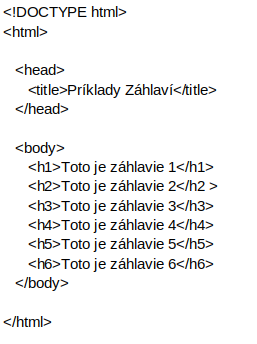 <!DOCTYPE html>
<html>
<head>
<title>Príklady Záhlaví</title>
</head>
<body>
<h1>Toto je záhlavie 1</h1>
<h2>Toto je záhlavie 2</h2 >
<h3>Toto je záhlavie 3</h3>
<h4>Toto je záhlavie 4</h4>
<h5>Toto je záhlavie 5</h5>
<h6>Toto je záhlavie 6</h6>
</body>
</html>